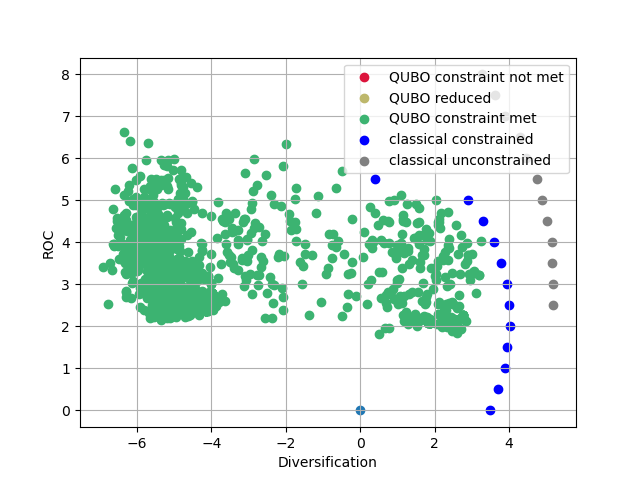 8
7
6
5
4
3
2
1
0
ROC
QUBO constraint not met
QUBO reduced
QUBO constraint met
classical constrained
classical unconstrained
−6 −4 −2 0 2 4
Diversification